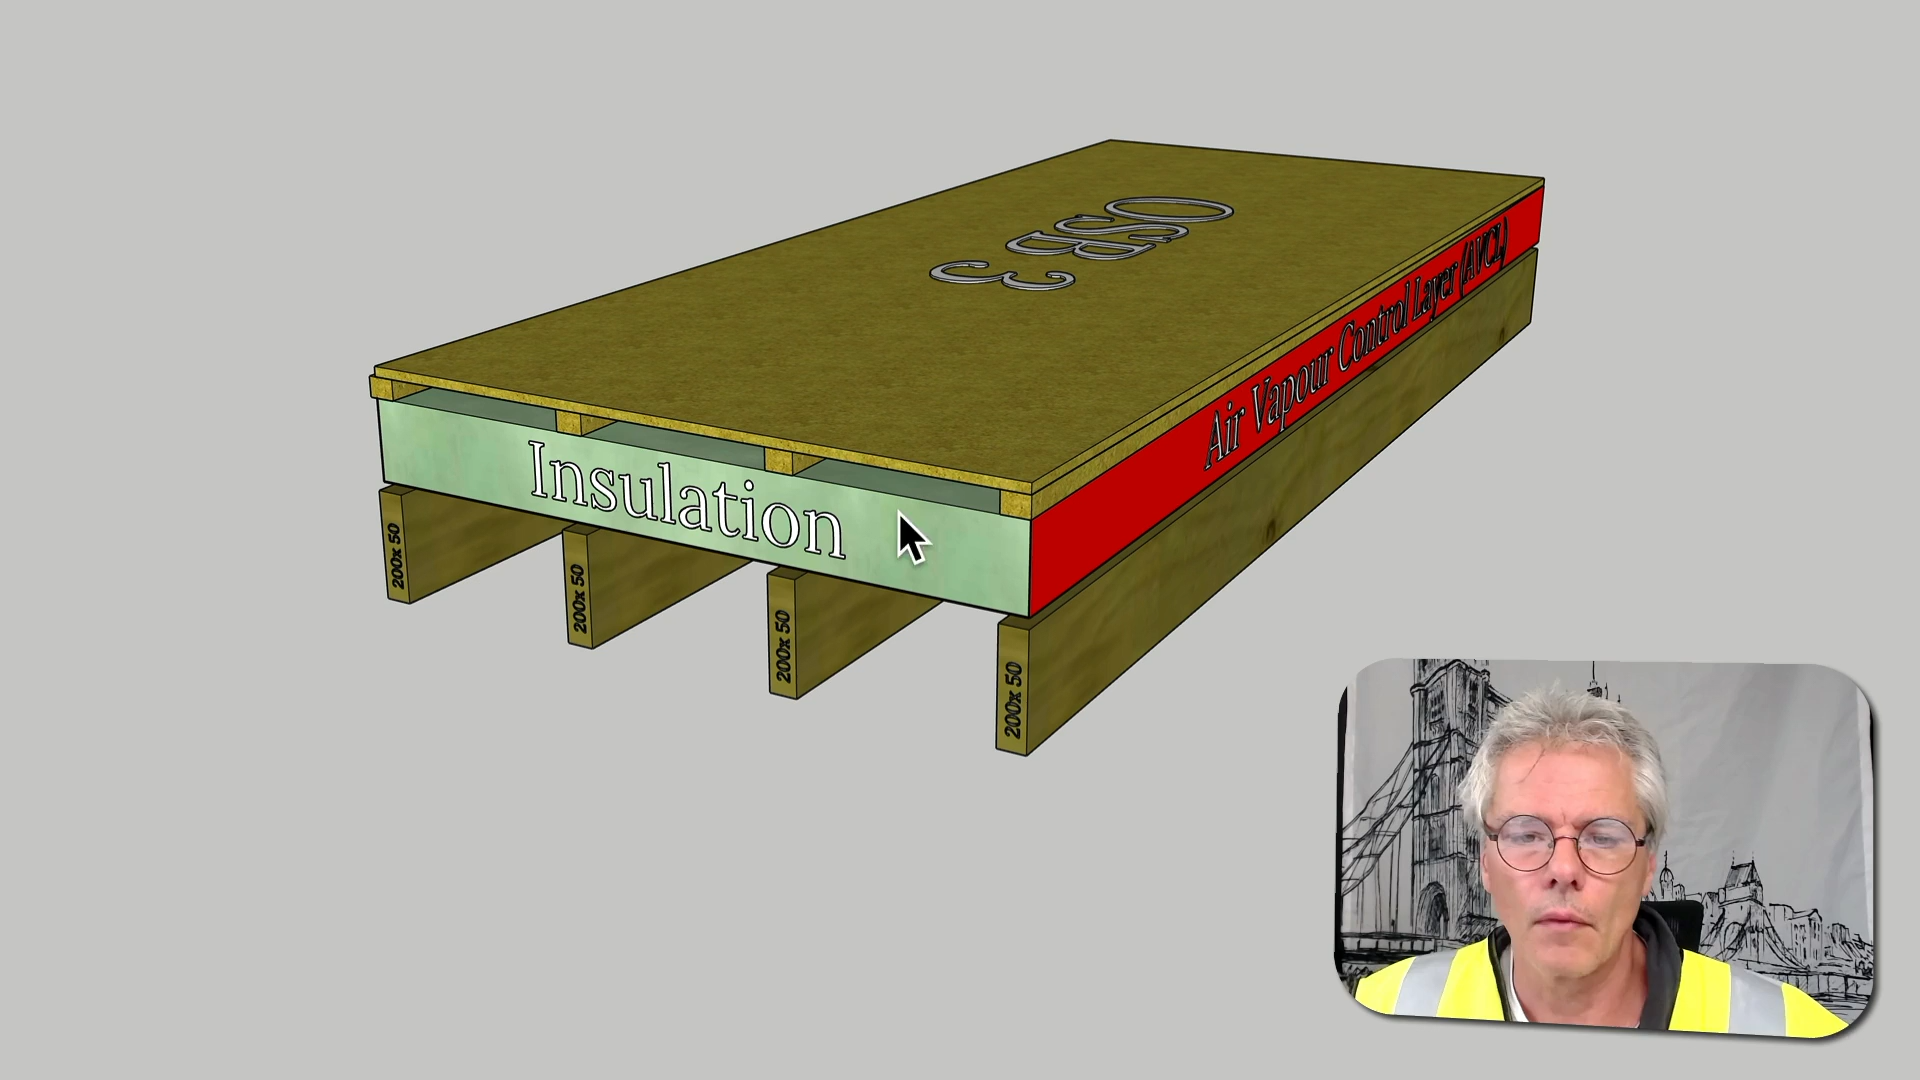 OSB 3
Air Vapour Control Layer (AVCL)
Insulation
200x 50
200x 50
200x 50
200x 50